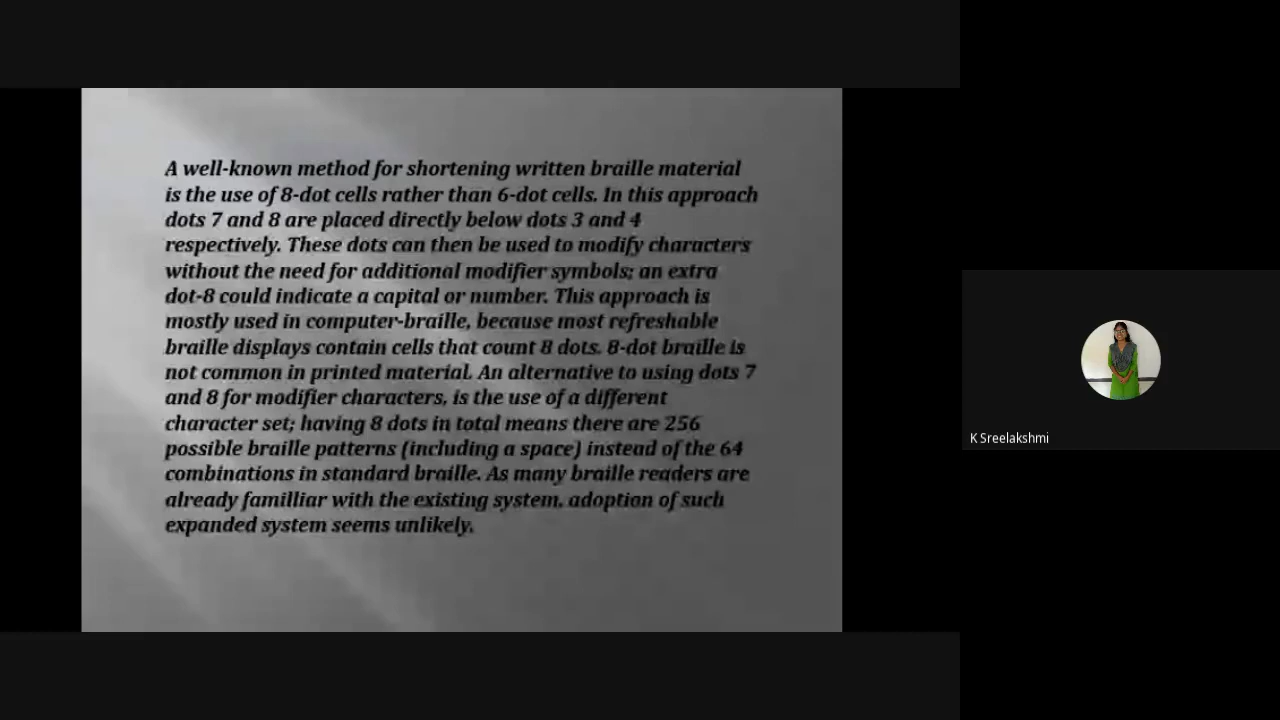 A well-known method for shortening written braille material
is the use of 8-dot cells rather than 6-dot cells. In this approach
dots 7 and 8 are placed directly below dots 3 and 4
respectively. These dots can then be used to modify characters
without the need for additional modifier symbols; an extra
dot-8 could indicate a capital or number. This approach is
mostly used in computer-braille, because most refreshable
braille displays contain cells that count 8 dots. 8-dot braille is
not common in printed material. An alternative to using dots 7
and 8 for modifier characters, is the use of a different
character set; having 8 dots in total means there are 256
possible braille patterns (including a space) instead of the 64
combinations in standard braille. As many braille readers are
already familliar with the existing system, adoption of such
expanded system seems unlikely.
K Sreelakshmi